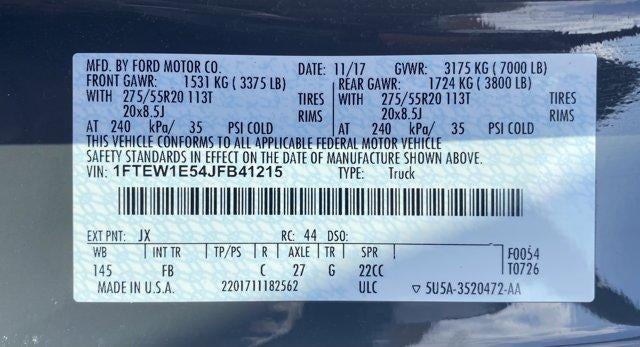 MFD. BY FORD MOTOR CO. DATE: 11/17 GVWR: 3175 KG ( 7000 LB)
FRONT GAWR: 1531 KG ( 3375 LB) REAR GAWR: 1724 KG ( 3800 LB)
WITH 275/55R20 113T TIRES WITH 275/55R20 113T TIRES
20x8.5J RIMS 20x8.5J RIMS
AT 240 kPa/ 35 PSI COLD AT 240 kPa/ 35 PSI COLD
THIS VEHICLE CONFORMS TO ALL APPLICABLE FEDERAL MOTOR VEHICLE
SAFETY STANDARDS IN EFFECT ON THE DATE OF MANUFACTURE SHOWN ABOVE.
VIN: 1FTEW1E54JFB41215 TYPE: Truck
EXT PNT: JX RC: 44 DSO:
WB INT TR TP/PS R AXLE TR SPR F0054
145 FB C 27 G 22CC T0726
MADE IN U.S.A. 2201711182562 ULC ▽ 5U5A-3520472-AA